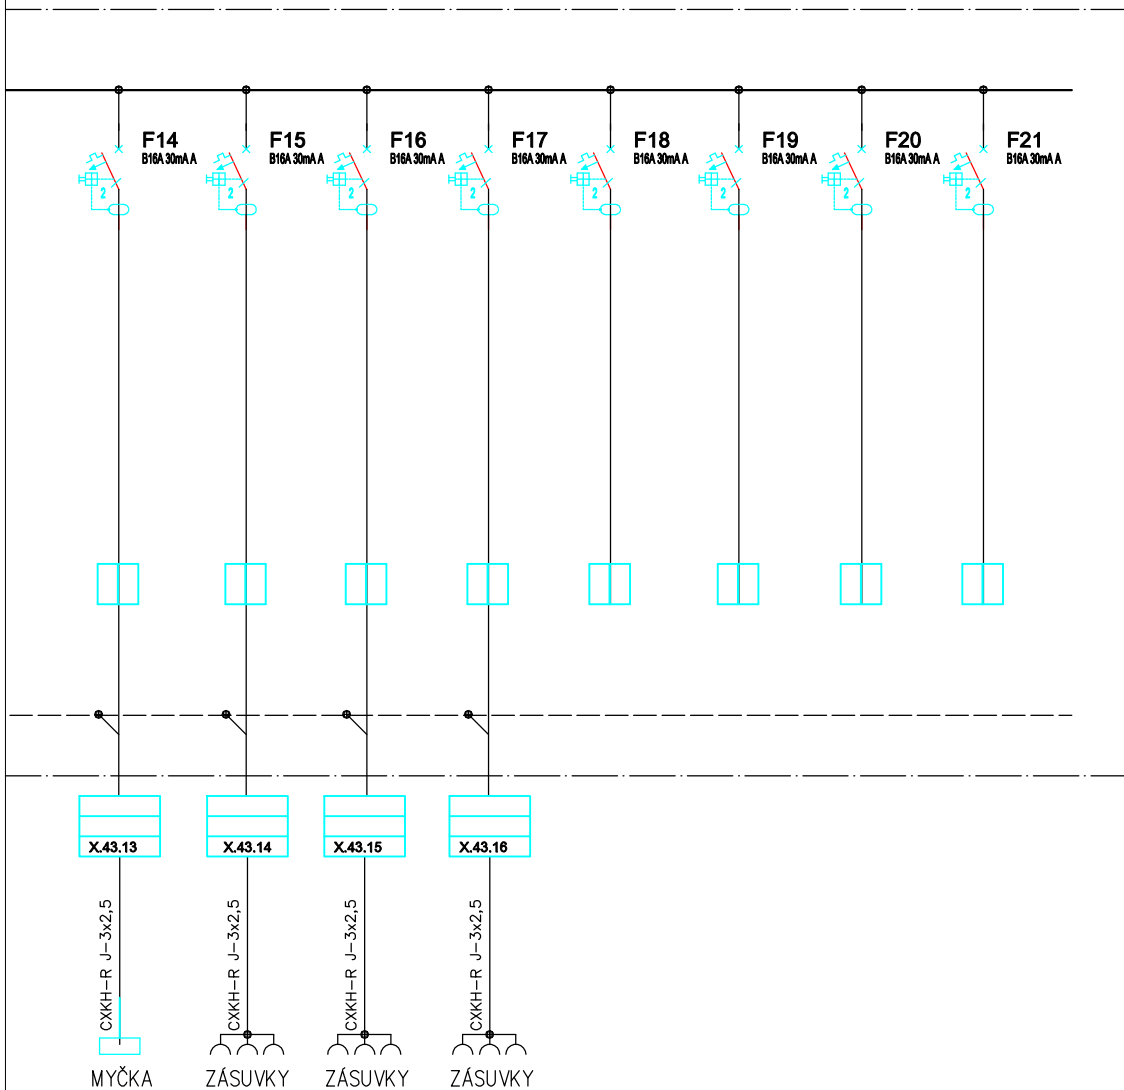 F14 F15 F16 F17 F18 F19 F20 F21
B16A 30mA A B16A 30mA A B16A 30mA A B16A 30mA A B16A 30mA A B16A 30mA A B16A 30mA A B16A 30mA A
2 2 2 2 2 2 2 2
X.43.13 X.43.14 X.43.15 X.43.16
CXKH-R J-3x2,5 CXKH-R J-3x2,5 CXKH-R J-3x2,5 CXKH-R J-3x2,5
MYČKA ZÁSUVKY ZÁSUVKY ZÁSUVKY